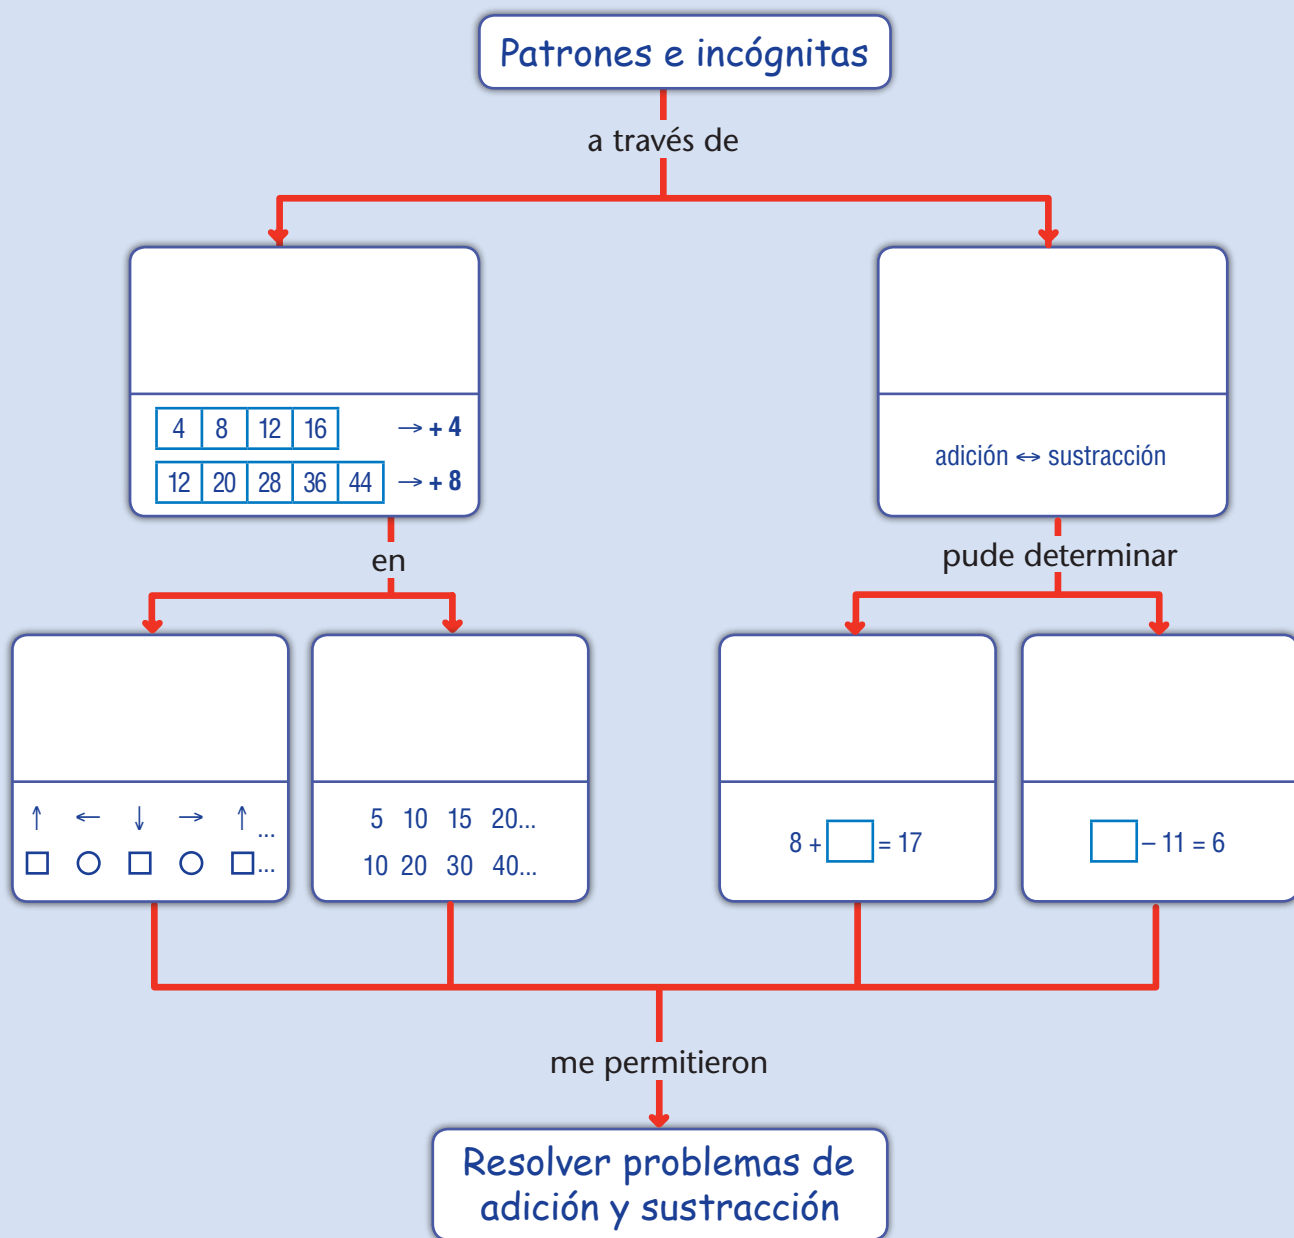 Patrones e incógnitas
a través de
4 8 12 16 → + 4
12 20 28 36 44 → + 8
adición ↔ sustracción
en
pude determinar
↑ ← ↓ → ↑ ...
□ ○ □ ○ □...
5 10 15 20...
10 20 30 40...
8 + □ = 17
□ – 11 = 6
me permitieron
Resolver problemas de
adición y sustracción